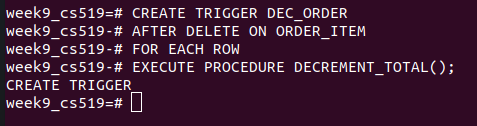 week9_cs519=# CREATE TRIGGER DEC_ORDER
week9_cs519-# AFTER DELETE ON ORDER_ITEM
week9_cs519-# FOR EACH ROW
week9_cs519-# EXECUTE PROCEDURE DECREMENT_TOTAL();
CREATE TRIGGER
week9_cs519=#